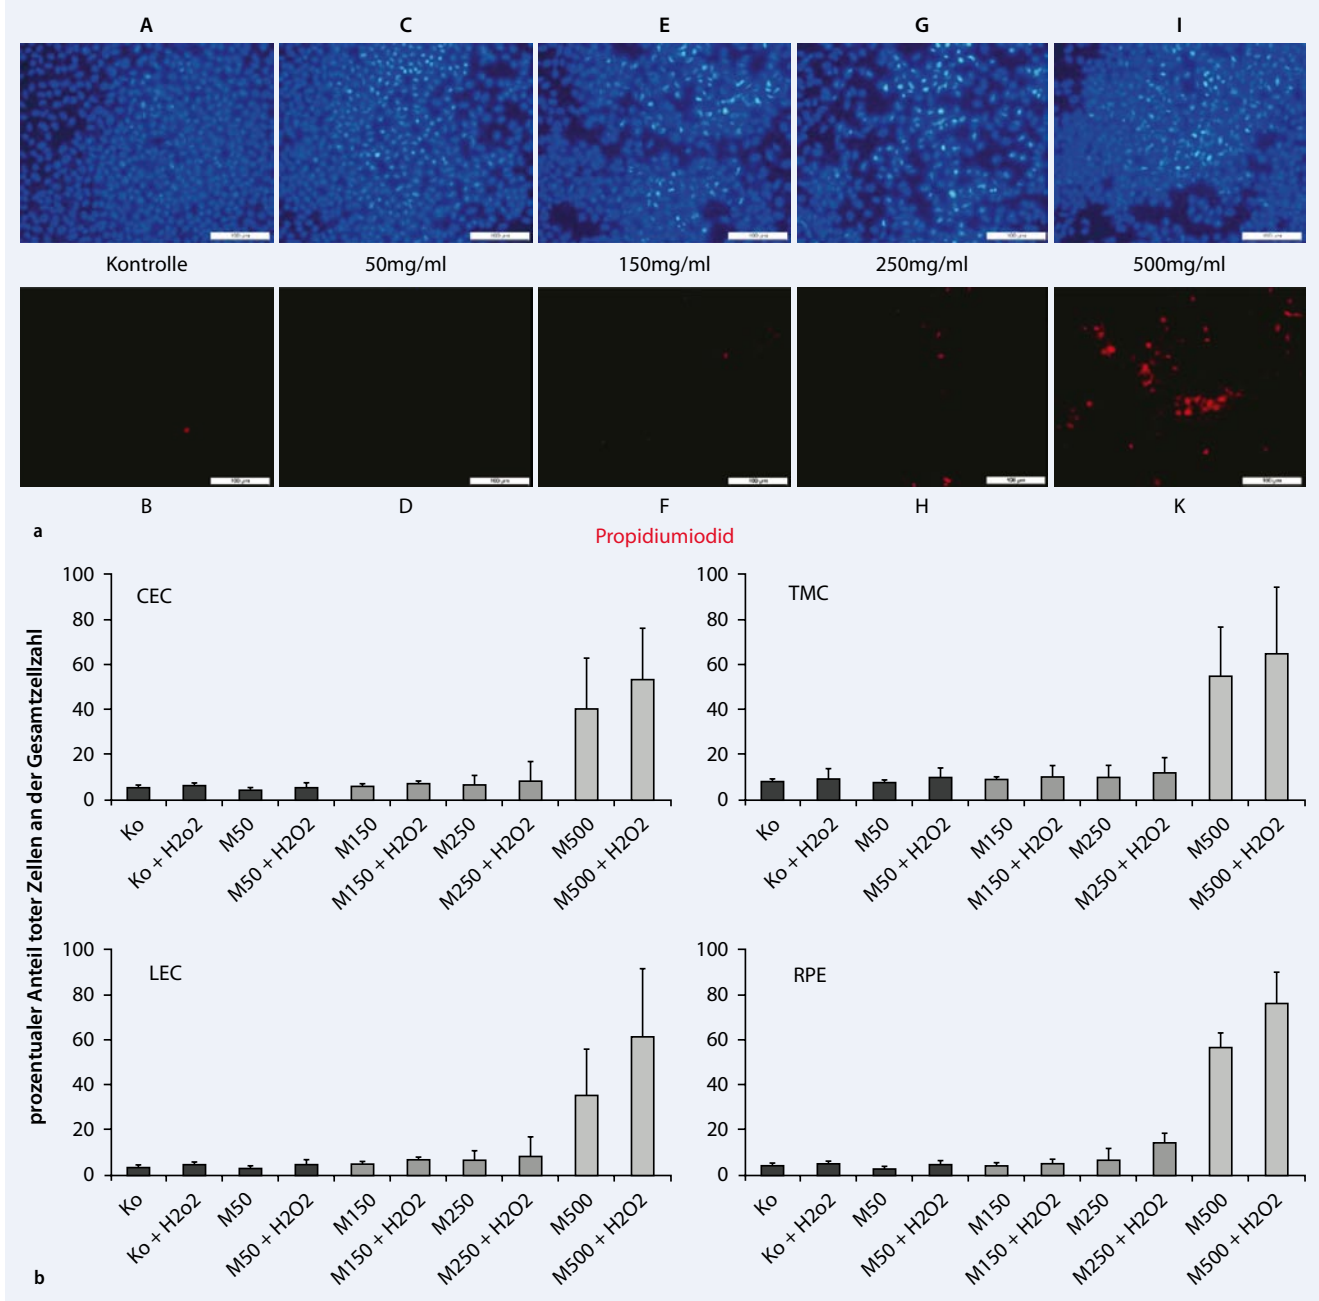 A C E G I
Kontrolle 50mg/ml 150mg/ml 250mg/ml 500mg/ml
B D F H K
a
Propidiumiodid
prozentualer Anteil toter Zellen an der Gesamtzellzahl
CEC
100
80
60
40
20
0
Ko Ko + H2o2 M50 M50 + H2O2 M150 M150 + H2O2 M250 M250 + H2O2 M500 M500 + H2O2
TMC
100
80
60
40
20
0
Ko Ko + H2o2 M50 M50 + H2O2 M150 M150 + H2O2 M250 M250 + H2O2 M500 M500 + H2O2
LEC
100
80
60
40
20
0
Ko Ko + H2o2 M50 M50 + H2O2 M150 M150 + H2O2 M250 M250 + H2O2 M500 M500 + H2O2
RPE
100
80
60
40
20
0
Ko Ko + H2o2 M50 M50 + H2O2 M150 M150 + H2O2 M250 M250 + H2O2 M500 M500 + H2O2
b